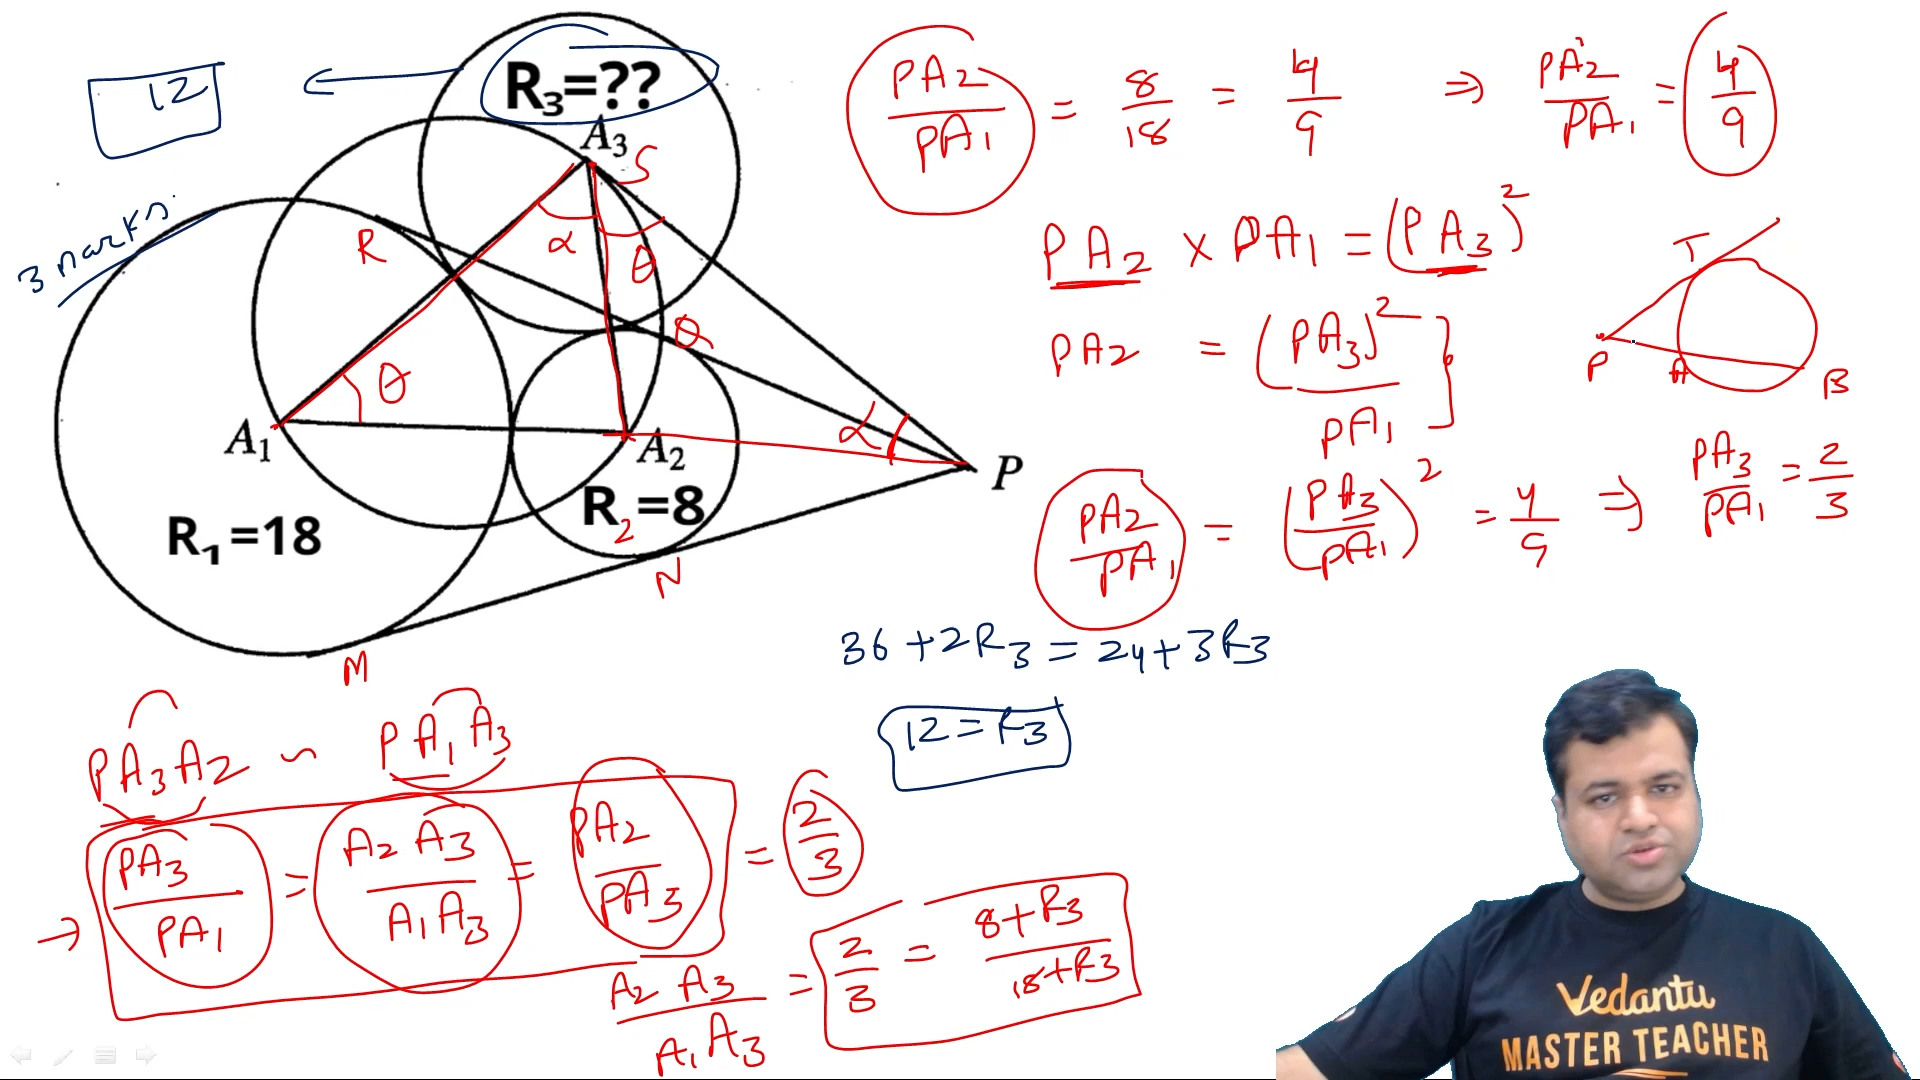 12
R₃=??
A₃
S
3 marks
R
α
θ
θ
Q
A₁
A₂
α
P
R₁=18
R₂=8
N
M
PA2/PA1 = 8/18 = 4/9 ⇒ PA2/PA1 = 4/9
PA2 × PA1 = (PA3)²
PA2 = (PA3)²/PA1
T
P
A
B
PA2/PA1 = (PA3/PA1)² = 4/9 ⇒ PA3/PA1 = 2/3
36+2R3 = 24+3R3
12=R3
PA3A2 ~ PA1A3
→ PA3/PA1 = A2A3/A1A3 = PA2/PA3 = 2/3
A2A3/A1A3 = 2/3 = 8+R3/18+R3
Vedantu
MASTER TEACHER